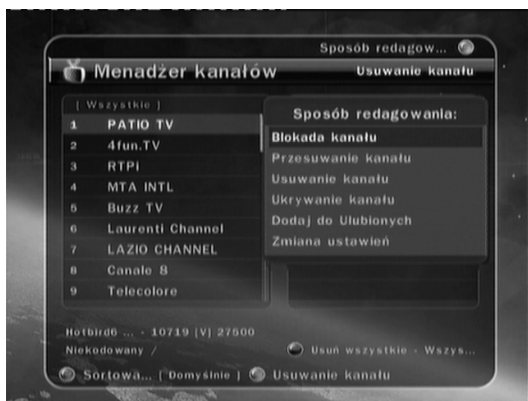 Sposób redagow...
Menadżer kanałów
Usuwanie kanału
[ Wszystkie ]
1 PATIO TV
2 4fun.TV
3 RTPi
4 MTA INTL
5 Buzz TV
6 Laurenti Channel
7 LAZIO CHANNEL
8 Canale 8
9 Telecolore
Sposób redagowania:
Blokada kanału
Przesuwanie kanału
Usuwanie kanału
Ukrywanie kanału
Dodaj do Ulubionych
Zmiana ustawień
Hotbird6 ... - 10719 [V] 27500
Niekodowany /
Usuń wszystkie - Wszys...
Sortowa... [ Domyślnie ]
Usuwanie kanału